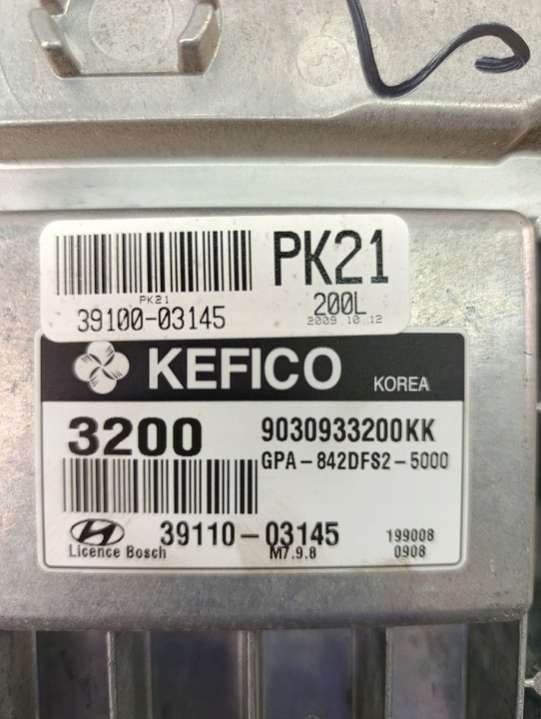 PK21
PK21
39100-03145
200L
2009.10.12
KEFICO
KOREA
3200
9030933200KK
GPA-842DFS2-5000
39110-03145
199008
Licence Bosch
M7.9.8
0908